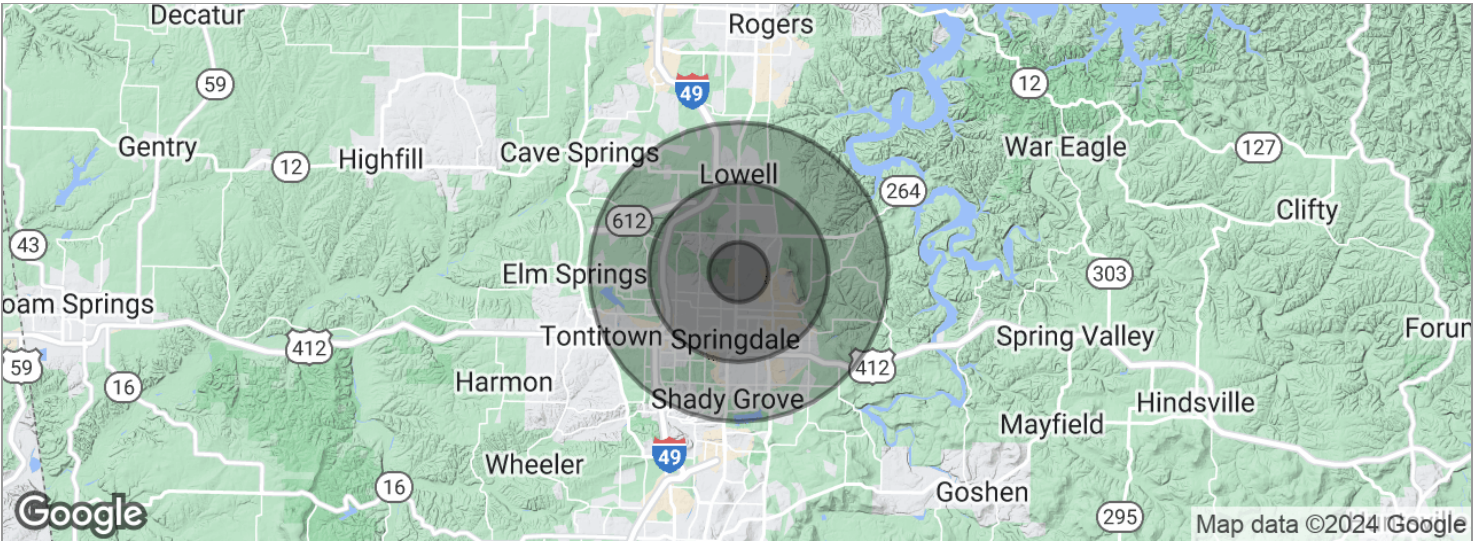 Decatur
Rogers
59
49
12
Gentry
Cave Springs
War Eagle
127
12
Highfill
Lowell
264
612
Clifty
43
Elm Springs
303
oam Springs
Tontitown
Springdale
Spring Valley
Forun
412
59
412
16
Harmon
Shady Grove
Hindsville
Mayfield
49
Wheeler
16
Goshen
295
Google
Map data ©2024 Google